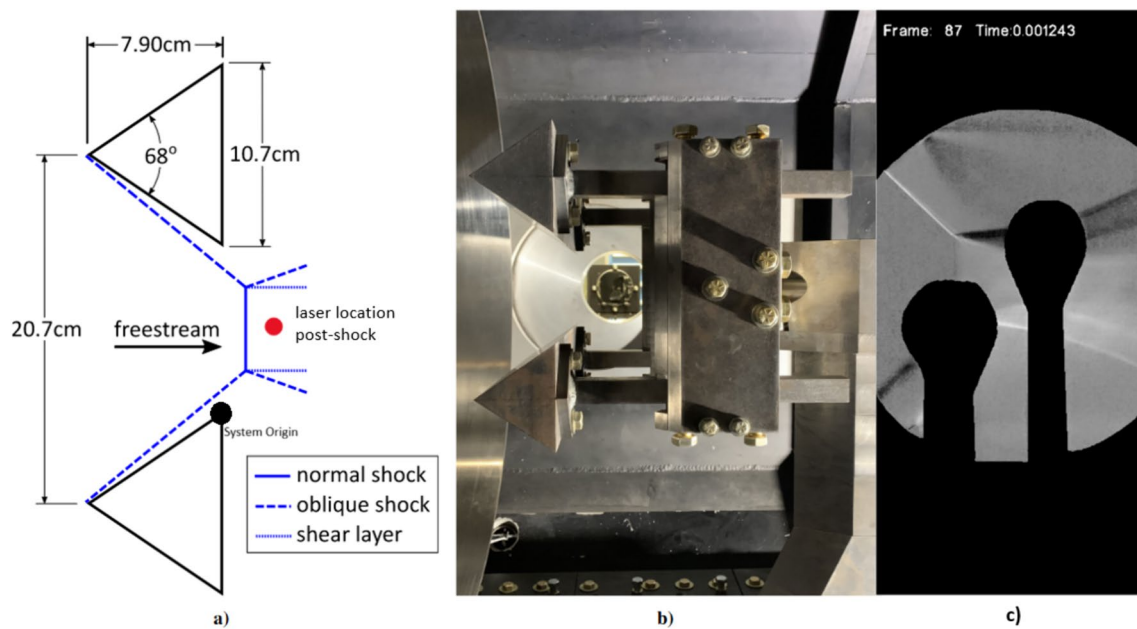 7.90cm
68°
10.7cm
20.7cm
freestream
laser location
post-shock
System Origin
normal shock
oblique shock
shear layer
a)
b)
Frame: 87 Time:0.001243
c)